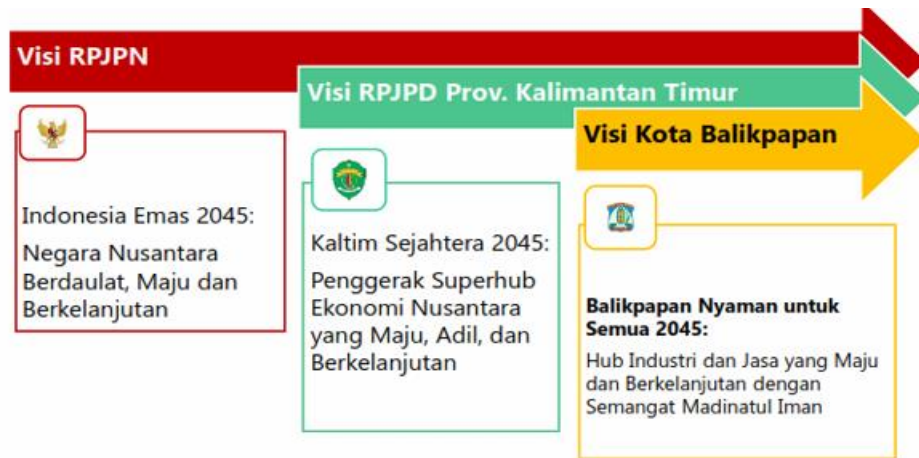 Visi RPJPN
Visi RPJPD Prov. Kalimantan Timur
Visi Kota Balikpapan
Indonesia Emas 2045:
Negara Nusantara
Berdaulat, Maju dan
Berkelanjutan
Kaltim Sejahtera 2045:
Penggerak Superhub
Ekonomi Nusantara
yang Maju, Adil, dan
Berkelanjutan
Balikpapan Nyaman untuk
Semua 2045:
Hub Industri dan Jasa yang Maju
dan Berkelanjutan dengan
Semangat Madinatul Iman